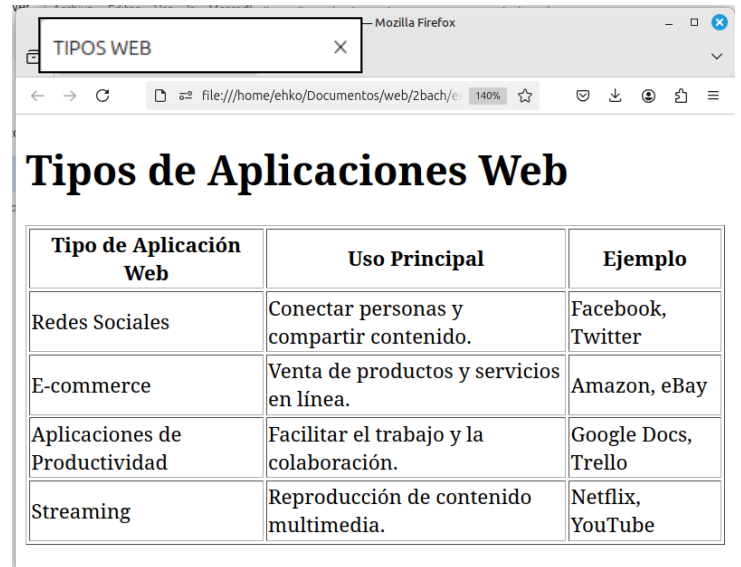 — Mozilla Firefox
TIPOS WEB
file:///home/ehko/Documentos/web/2bach/e
140%
Tipos de Aplicaciones Web
Tipo de Aplicación
Web
Uso Principal
Ejemplo
Redes Sociales
Conectar personas y
compartir contenido.
Facebook,
Twitter
E-commerce
Venta de productos y servicios
en línea.
Amazon, eBay
Aplicaciones de
Productividad
Facilitar el trabajo y la
colaboración.
Google Docs,
Trello
Streaming
Reproducción de contenido
multimedia.
Netflix,
YouTube